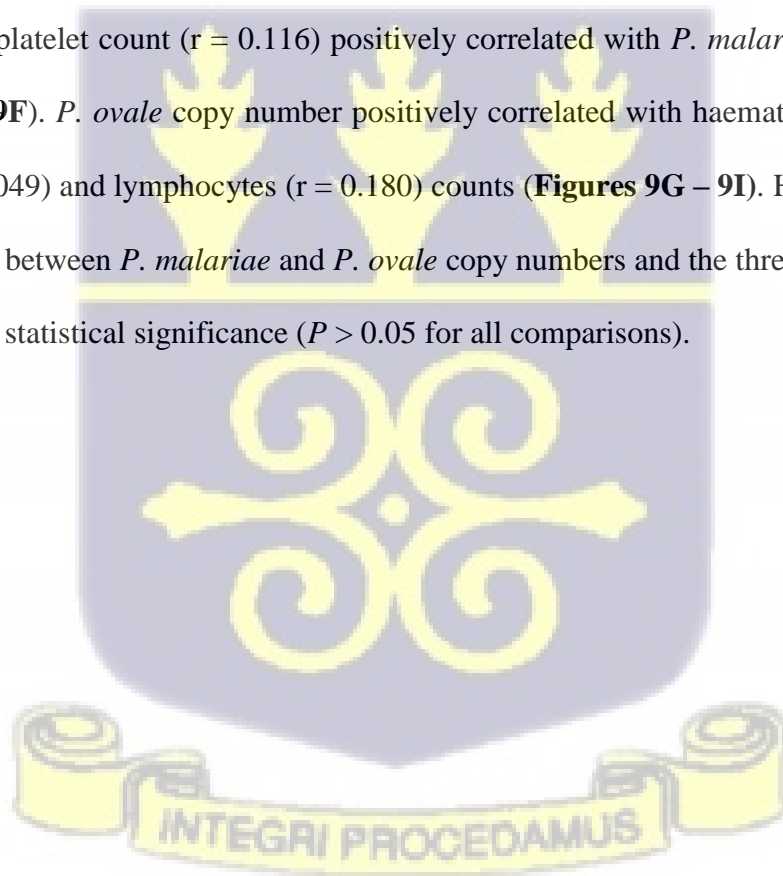 platelet count (r = 0.116) positively correlated with P. malar
9F). P. ovale copy number positively correlated with haemat
049) and lymphocytes (r = 0.180) counts (Figures 9G – 9I). H
between P. malariae and P. ovale copy numbers and the thre
statistical significance (P > 0.05 for all comparisons).
INTEGRI PROCEDAMUS